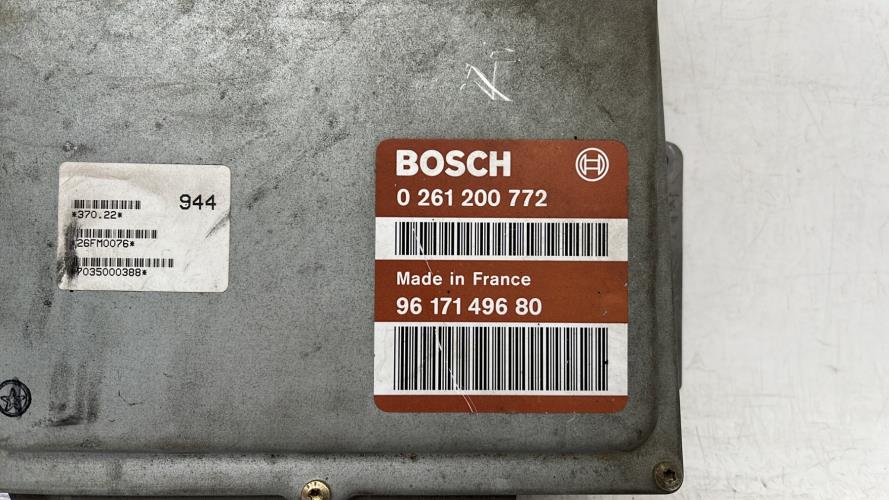 944
*370.22*
*26FM0076*
*7035000388*
BOSCH
0 261 200 772
Made in France
96 171 496 80